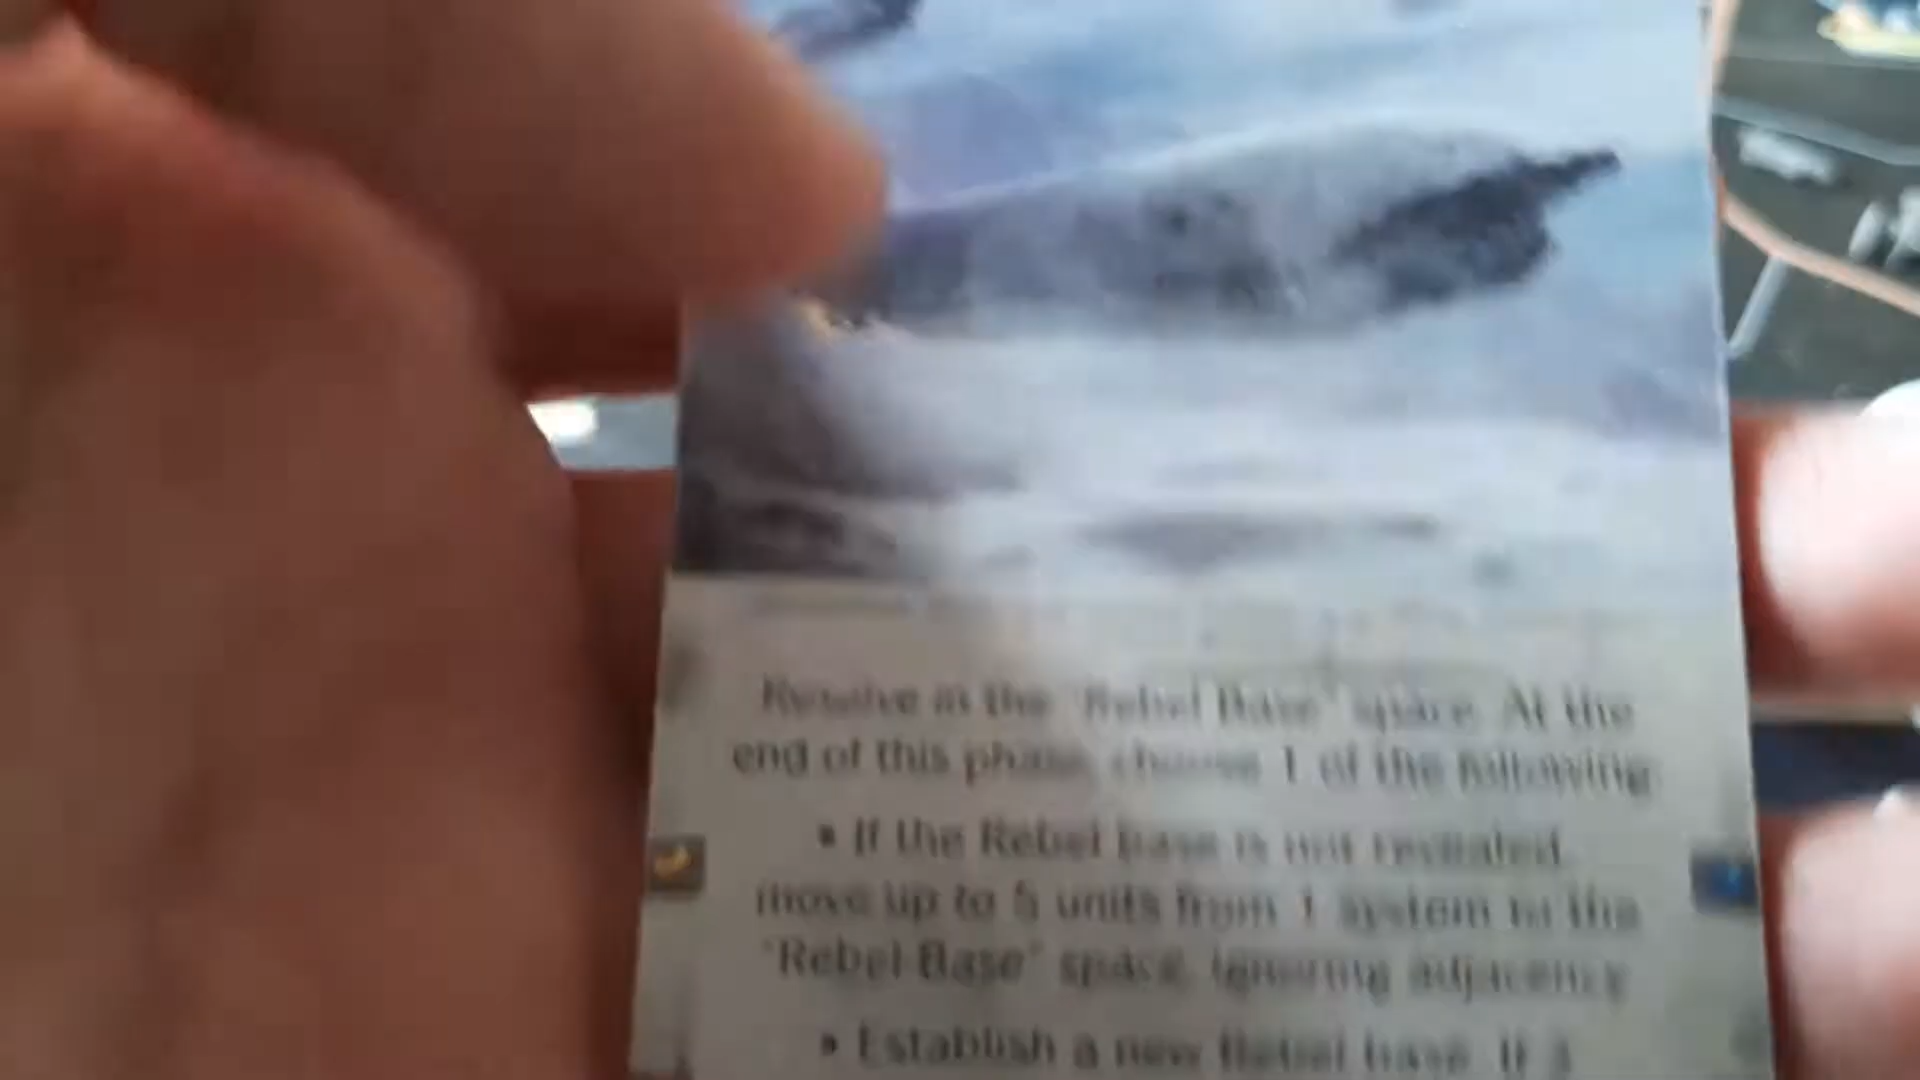 Resolve in the "Rebel Base" space. At the
end of this phase, choose 1 of the following:
• If the Rebel base is not revealed,
move up to 5 units from 1 system to the
"Rebel Base" space, ignoring adjacency.
• Establish a new Rebel base. If a